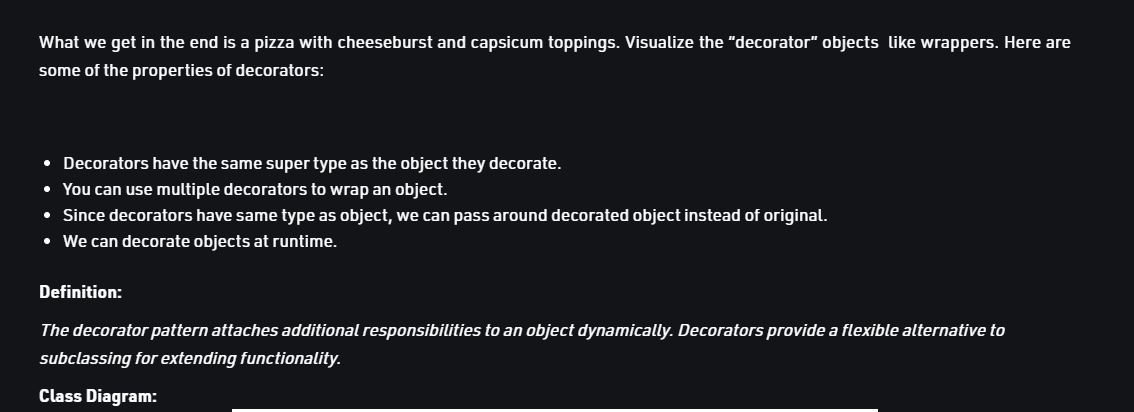 What we get in the end is a pizza with cheeseburst and capsicum toppings. Visualize the “decorator” objects  like wrappers. Here are
some of the properties of decorators:
• Decorators have the same super type as the object they decorate.
• You can use multiple decorators to wrap an object.
• Since decorators have same type as object, we can pass around decorated object instead of original.
• We can decorate objects at runtime.
Definition:
The decorator pattern attaches additional responsibilities to an object dynamically. Decorators provide a flexible alternative to
subclassing for extending functionality.
Class Diagram: